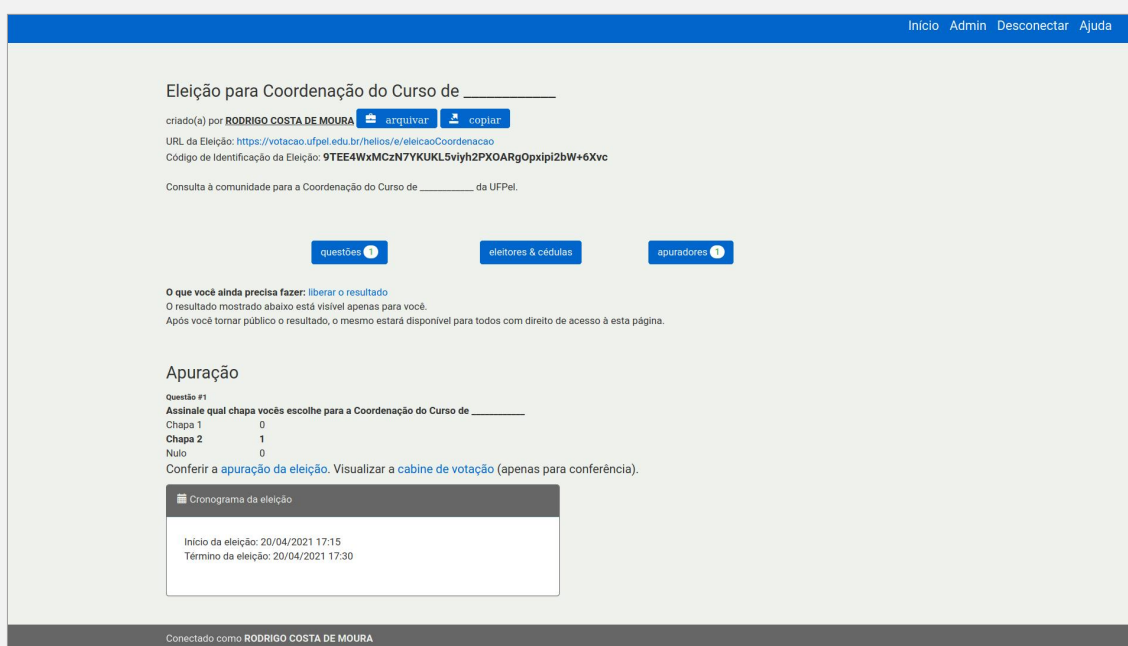 Início Admin Desconectar Ajuda
Eleição para Coordenação do Curso de ____________
criado(a) por RODRIGO COSTA DE MOURA arquivar copiar
URL da Eleição: https://votacao.ufpel.edu.br/helios/e/eleicaoCoordenacao
Código de Identificação da Eleição: 9TEE4WxMCzN7YKUKL5viyh2PXOARgOpxipi2bW+6Xvc
Consulta à comunidade para a Coordenação do Curso de ____________ da UFPel.
questões 1 eleitores & cédulas apuradores 1
O que você ainda precisa fazer: liberar o resultado
O resultado mostrado abaixo está visível apenas para você.
Após você tornar público o resultado, o mesmo estará disponível para todos com direito de acesso à esta página.
Apuração
Questão #1
Assinale qual chapa vocês escolhe para a Coordenação do Curso de ____________
Chapa 1 0
Chapa 2 1
Nulo 0
Conferir a apuração da eleição. Visualizar a cabine de votação (apenas para conferência).
Cronograma da eleição
Início da eleição: 20/04/2021 17:15
Término da eleição: 20/04/2021 17:30
Conectado como RODRIGO COSTA DE MOURA